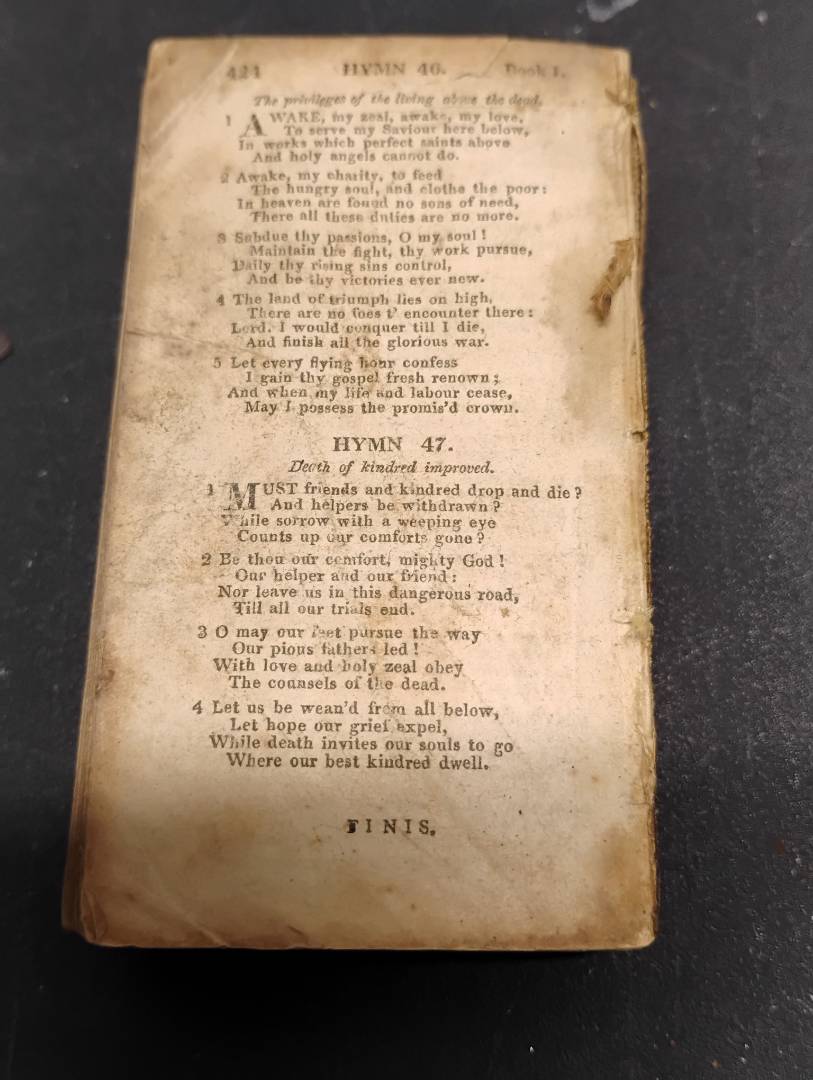 424 HYMN 46. Book I.
The privileges of the living above the dead.
1 AWAKE, my zeal, awake, my love,
To serve my Saviour here below,
In works which perfect saints above
And holy angels cannot do.
2 Awake, my charity, to feed
The hungry soul, and clothe the poor:
In heaven are found no sons of need,
There all these duties are no more.
3 Subdue thy passions, O my soul!
Maintain the fight, thy work pursue,
Daily thy rising sins control,
And be thy victories ever new.
4 The land of triumph lies on high,
There are no foes t' encounter there:
Lord. I would conquer till I die,
And finish all the glorious war.
5 Let every flying hour confess
I gain thy gospel fresh renown;
And when my life and labour cease,
May I possess the promis'd crown.
HYMN 47.
Death of kindred improved.
1 MUST friends and kindred drop and die?
And helpers be withdrawn?
While sorrow with a weeping eye
Counts up our comforts gone?
2 Be thou our comfort, mighty God!
Our helper and our friend:
Nor leave us in this dangerous road,
Till all our trials end.
3 O may our feet pursue the way
Our pious fathers led!
With love and holy zeal obey
The counsels of the dead.
4 Let us be wean'd from all below,
Let hope our grief expel,
While death invites our souls to go
Where our best kindred dwell.
FINIS.